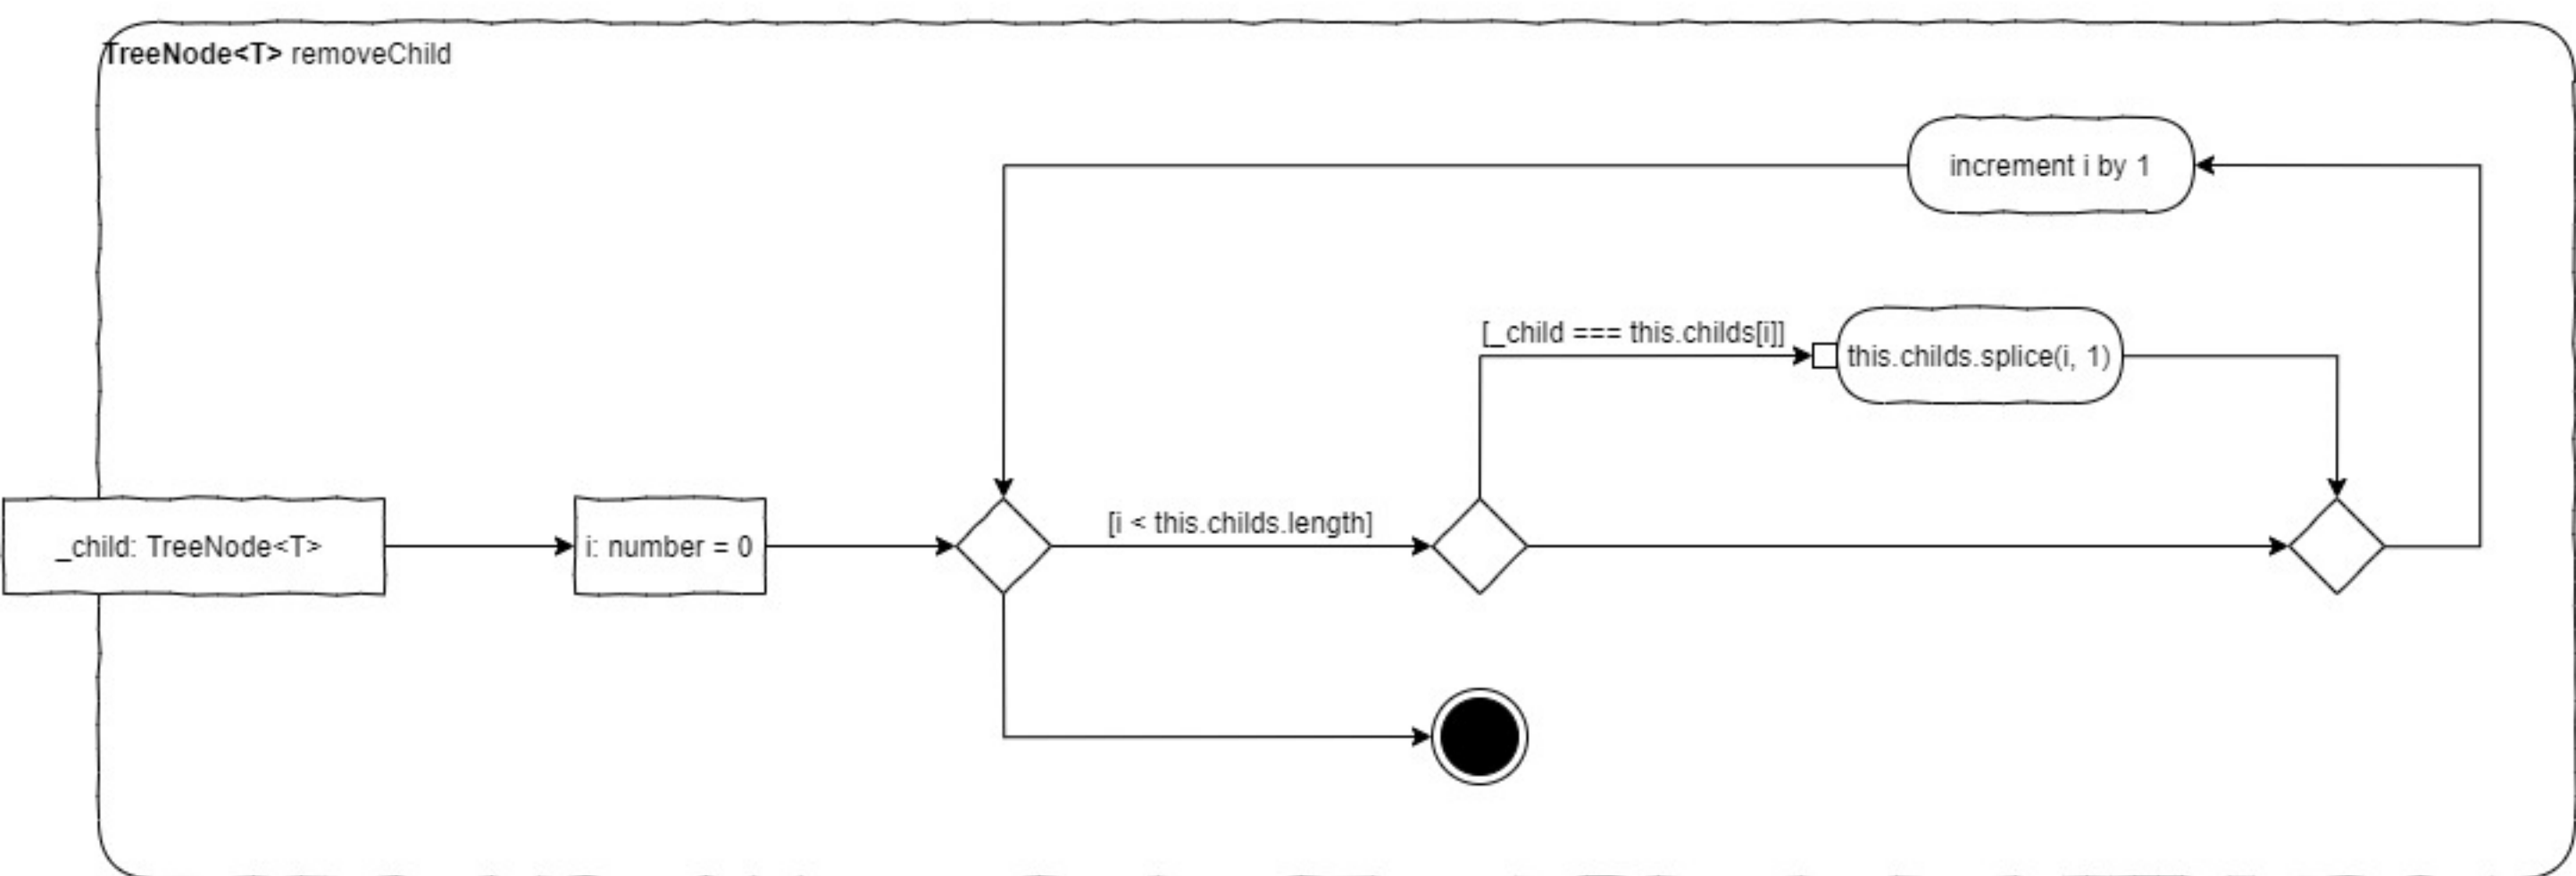 TreeNode<T> removeChild
increment i by 1
[_child === this.childs[i]]
this.childs.splice(i, 1)
[i < this.childs.length]
_child: TreeNode<T>
i: number = 0